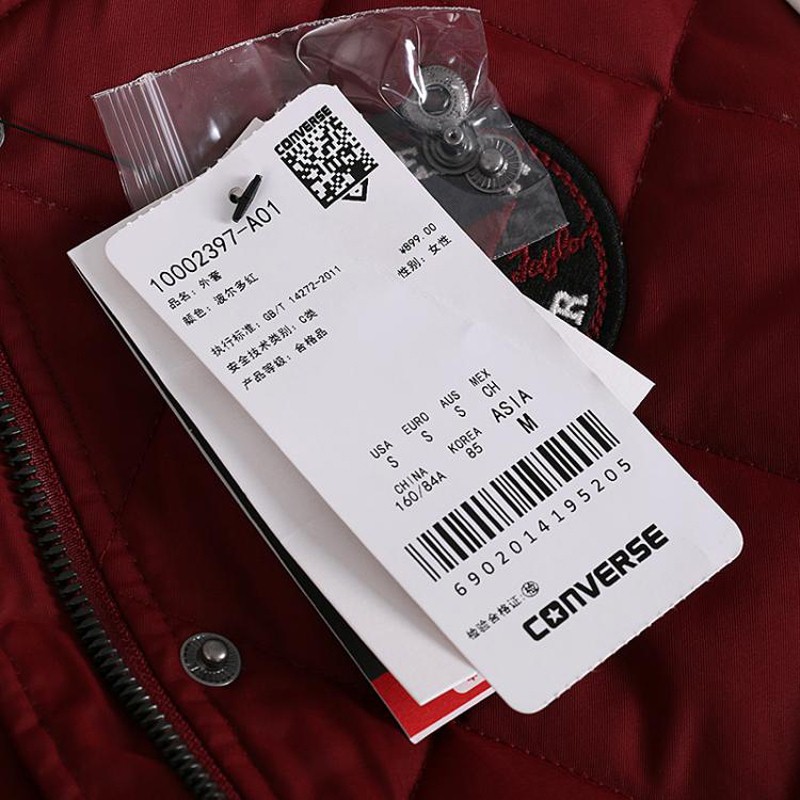 CONVERSE
10002397-A01
¥899.00
品名: 外套
性别: 女性
颜色: 波尔多红
执行标准: GB/T 14272-2011
安全技术类别: C类
产品等级: 合格品
USA EURO AUS MEX
S S S CH
CHINA KOREA ASIA
160/84A 85 M
6902014195205
检验合格证: 检
CONVERSE
Taylor
R